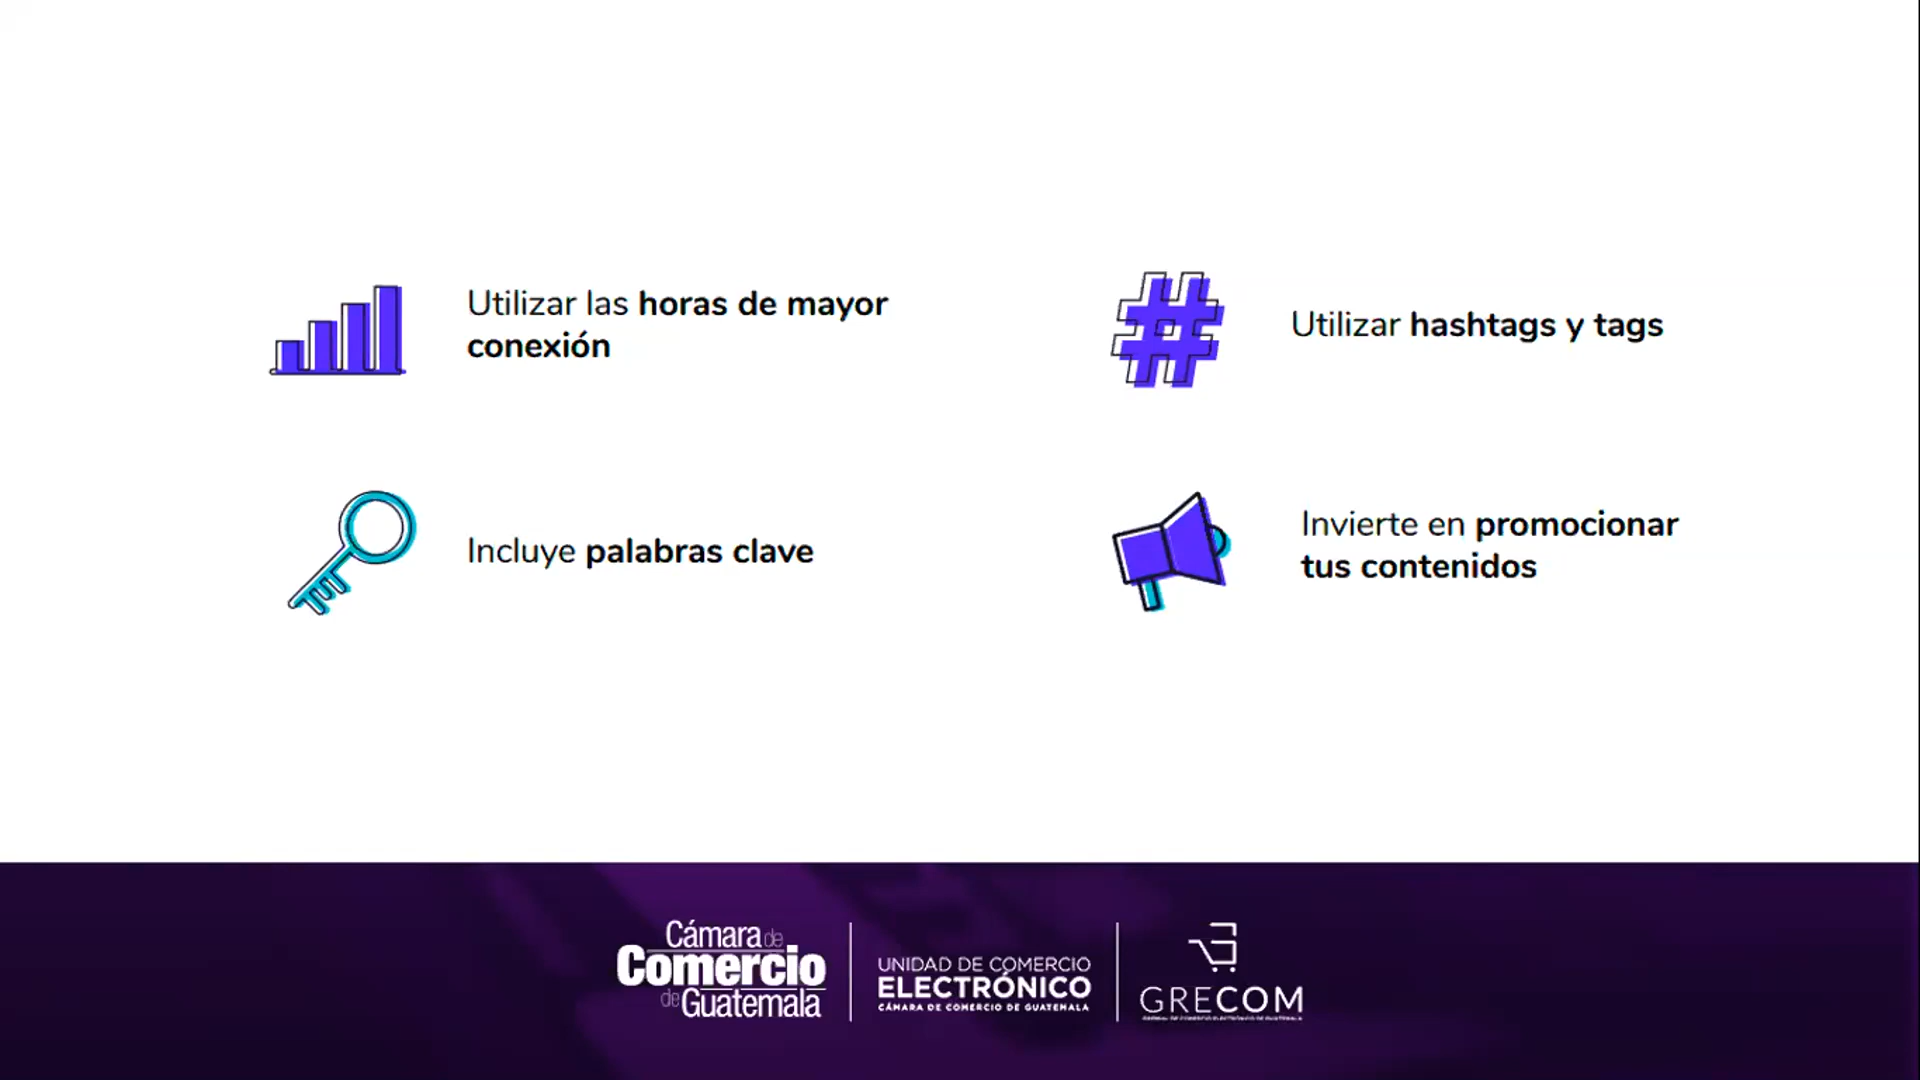 Utilizar las horas de mayor
conexión
Utilizar hashtags y tags
Incluye palabras clave
Invierte en promocionar
tus contenidos
Cámara de
Comercio
de Guatemala
UNIDAD DE COMERCIO
ELECTRÓNICO
CÁMARA DE COMERCIO DE GUATEMALA
GRECOM